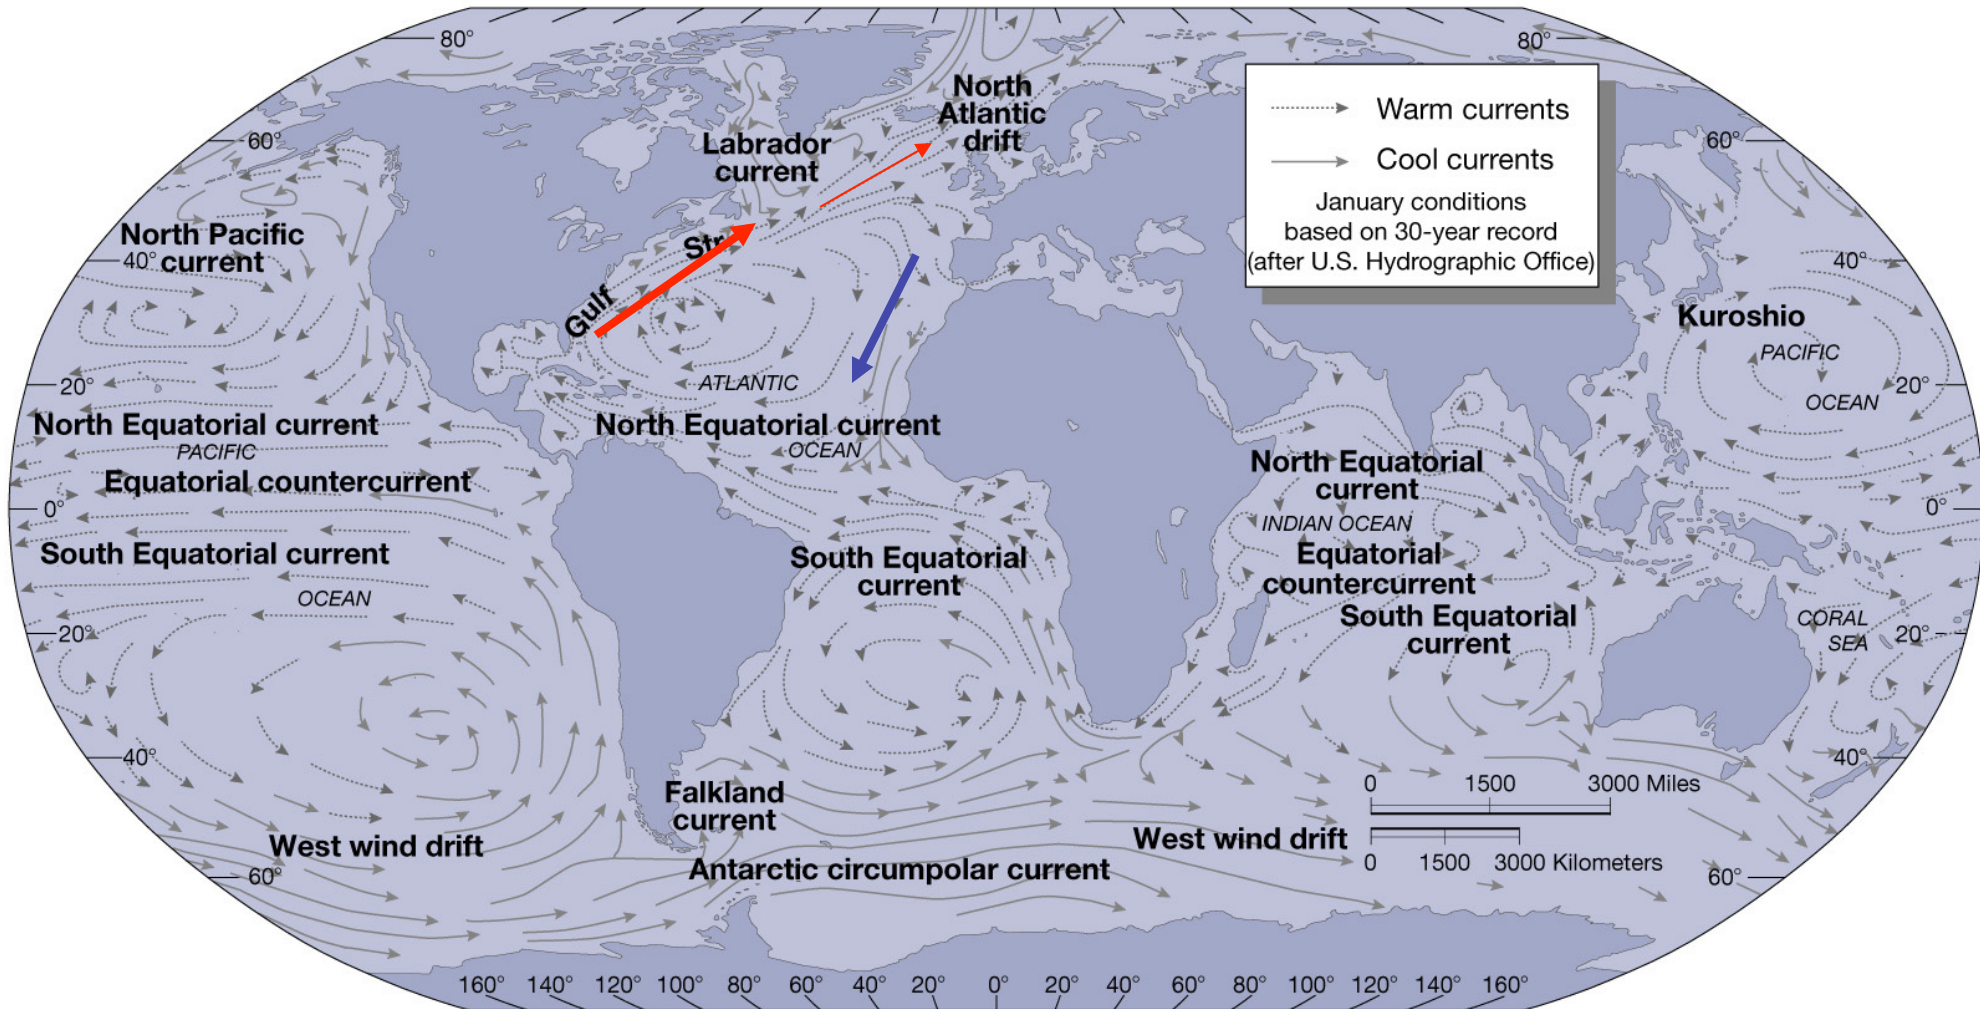 80°
80°
Warm currents
Cool currents
January conditions
based on 30-year record
(after U.S. Hydrographic Office)
North
Atlantic
drift
Labrador
current
60°
60°
North Pacific
current
40°
40°
Gulf Str
Kuroshio
PACIFIC
OCEAN
20°
20°
ATLANTIC
North Equatorial current
OCEAN
North Equatorial current
PACIFIC
Equatorial countercurrent
North Equatorial
current
0°
0°
INDIAN OCEAN
Equatorial
countercurrent
South Equatorial current
OCEAN
South Equatorial
current
South Equatorial
current
CORAL
SEA
20°
20°
40°
40°
Falkland
current
0 1500 3000 Miles
0 1500 3000 Kilometers
West wind drift
West wind drift
Antarctic circumpolar current
60°
60°
160° 140° 120° 100° 80° 60° 40° 20° 0° 20° 40° 60° 80° 100° 120° 140° 160°